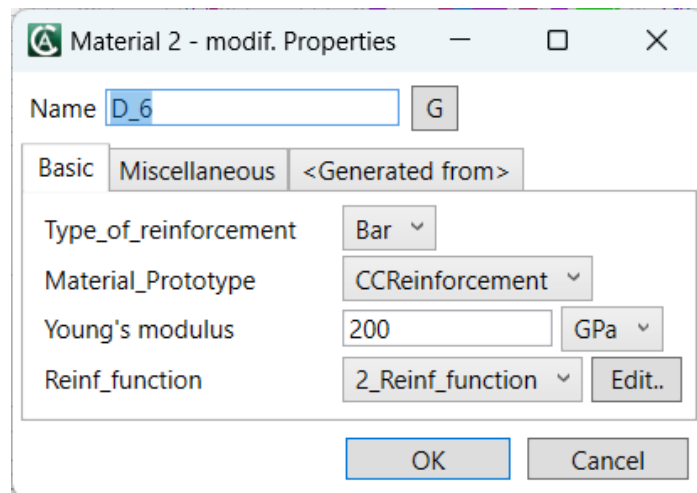 Material 2 - modif. Properties
Name D_6 G
Basic Miscellaneous <Generated from>
Type_of_reinforcement Bar
Material_Prototype CCReinforcement
Young's modulus 200 GPa
Reinf_function 2_Reinf_function Edit..
OK Cancel